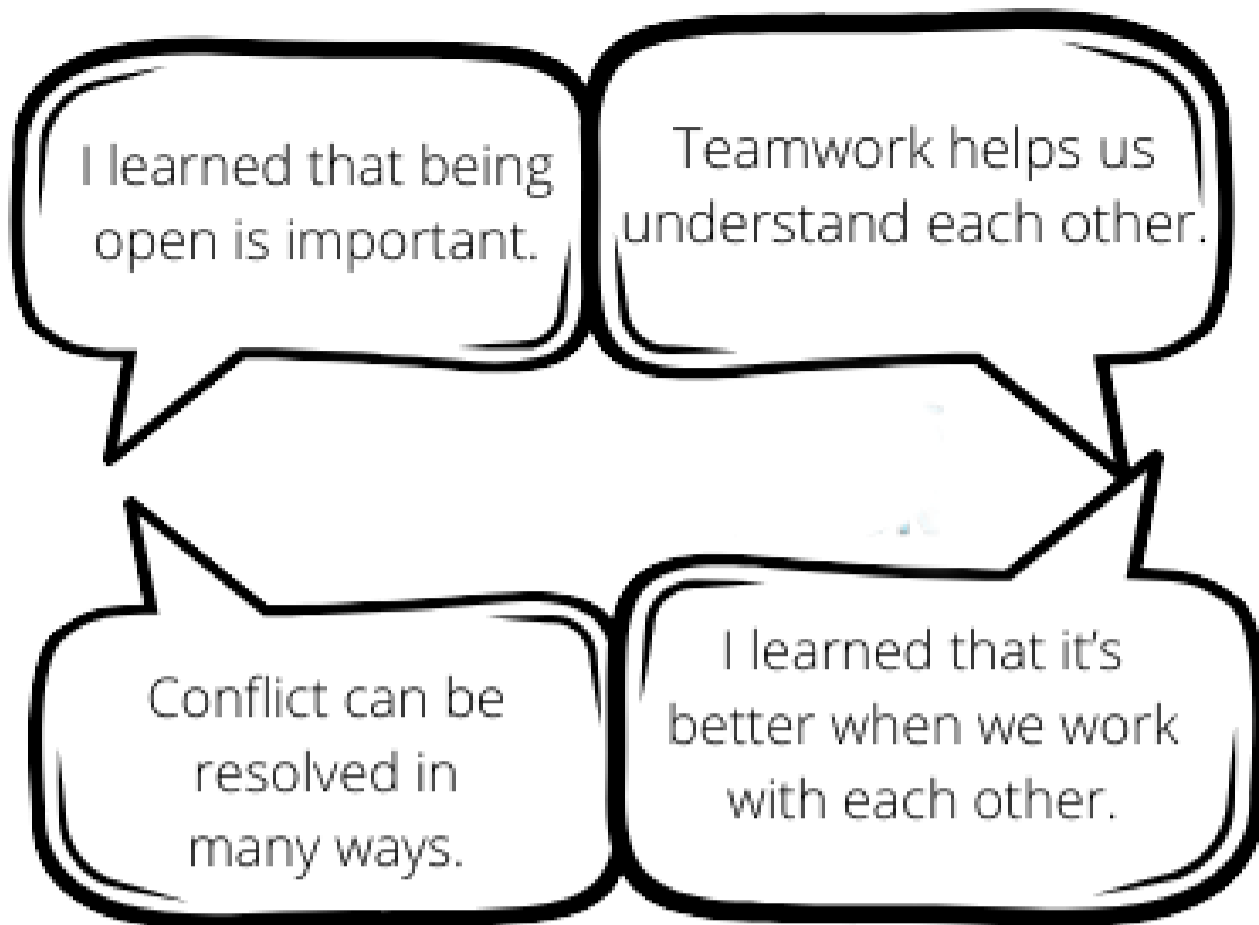 I learned that being
open is important.
Teamwork helps us
understand each other.
Conflict can be
resolved in
many ways.
I learned that it's
better when we work
with each other.